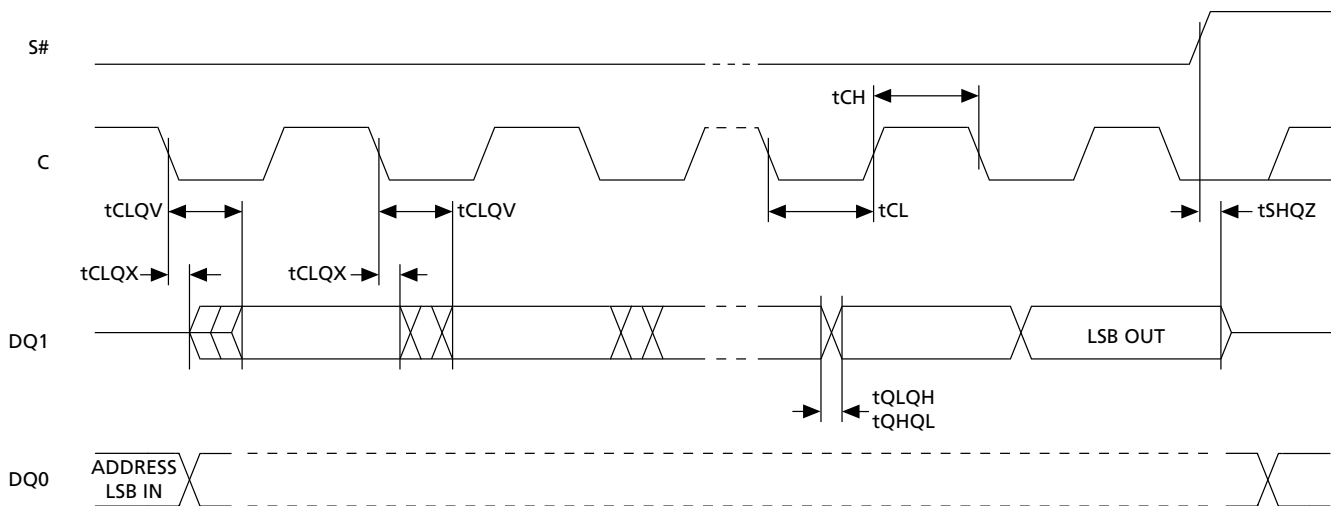 S#
tCH
C
tCLQV
tCLQV
tCL
tSHQZ
tCLQX
tCLQX
DQ1
LSB OUT
tQLQH
tQHQL
DQ0
ADDRESS
LSB IN